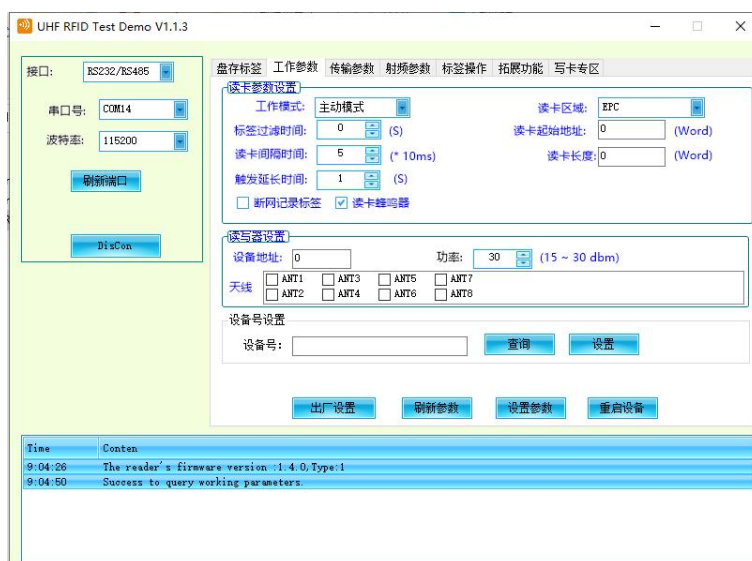 UHF RFID Test Demo V1.1.3
接口: RS232/RS485
串口号: COM14
波特率: 115200
刷新端口
DisCon
盘存标签 工作参数 传输参数 射频参数 标签操作 拓展功能 写卡专区
读卡参数设置
工作模式: 主动模式 读卡区域: EPC
标签过滤时间: 0 (S) 读卡起始地址: 0 (Word)
读卡间隔时间: 5 (* 10ms) 读卡长度: 0 (Word)
触发延长时间: 1 (S)
断网记录标签 读卡蜂鸣器
读写器设置
设备地址: 0 功率: 30 (15 ~ 30 dbm)
天线 ANT1 ANT3 ANT5 ANT7
ANT2 ANT4 ANT6 ANT8
设备号设置
设备号: 查询 设置
出厂设置 刷新参数 设置参数 重启设备
Time Conten
9:04:26 The reader's firmware version :1.4.0,Type:1
9:04:50 Success to query working parameters.